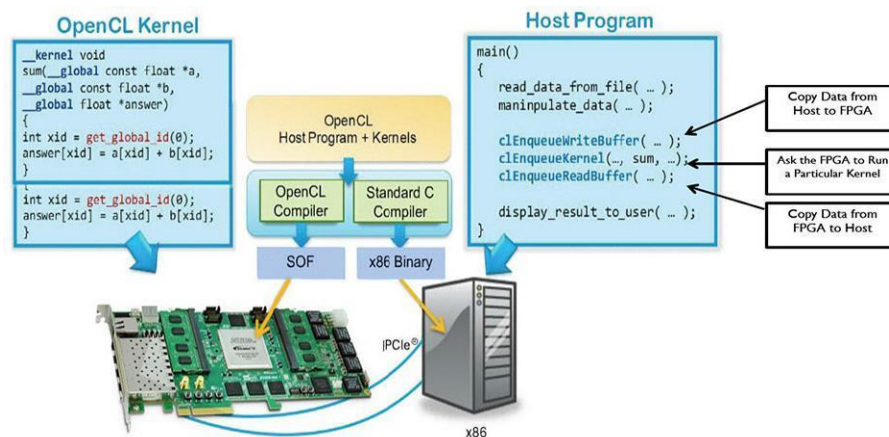 OpenCL Kernel
__kernel void
sum(__global const float *a,
__global const float *b,
__global float *answer)
{
int xid = get_global_id(0);
answer[xid] = a[xid] + b[xid];
}
{
int xid = get_global_id(0);
answer[xid] = a[xid] + b[xid];
}
OpenCL
Host Program + Kernels
OpenCL
Compiler
Standard C
Compiler
SOF
x86 Binary
PCIe®
x86
Host Program
main()
{
read_data_from_file( … );
maninpulate_data( … );
clEnqueueWriteBuffer( … );
clEnqueueKernel(…, sum, …);
clEnqueueReadBuffer( … );
display_result_to_user( … );
}
Copy Data from
Host to FPGA
Ask the FPGA to Run
a Particular Kernel
Copy Data from
FPGA to Host